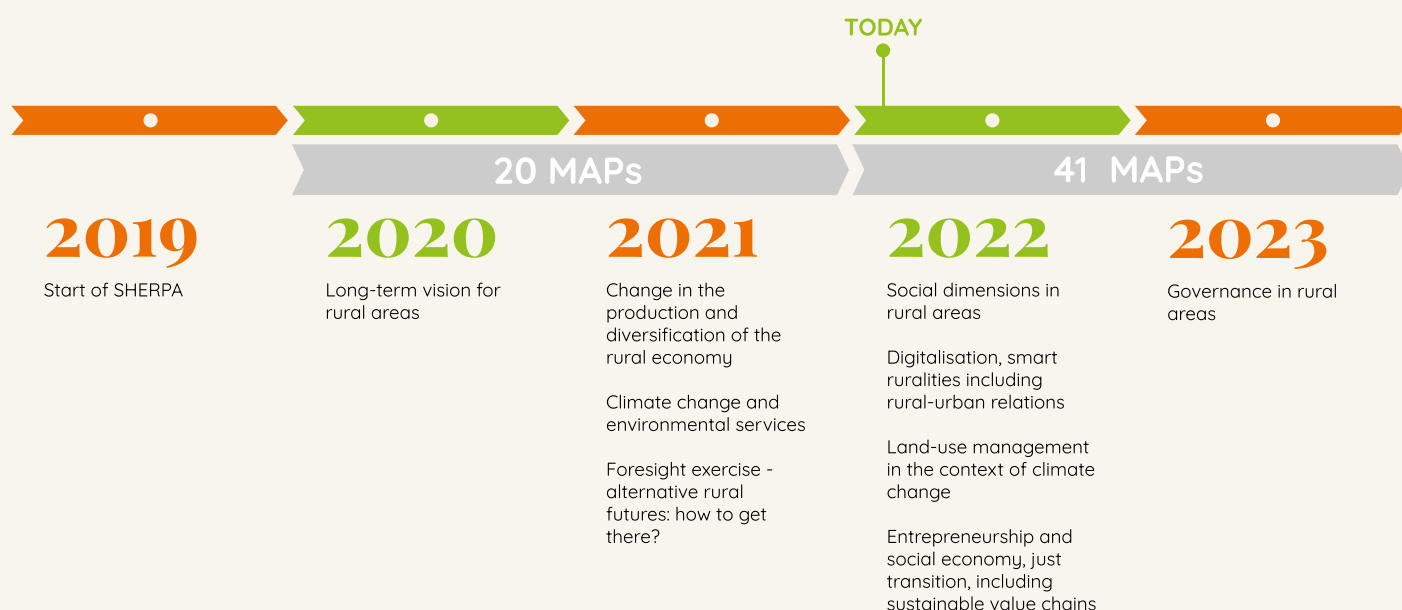 TODAY
20 MAPs
41 MAPs
2019
Start of SHERPA
2020
Long-term vision for
rural areas
2021
Change in the
production and
diversification of the
rural economy
Climate change and
environmental services
Foresight exercise -
alternative rural
futures: how to get
there?
2022
Social dimensions in
rural areas
Digitalisation, smart
ruralities including
rural-urban relations
Land-use management
in the context of climate
change
Entrepreneurship and
social economy, just
transition, including
sustainable value chains
2023
Governance in rural
areas